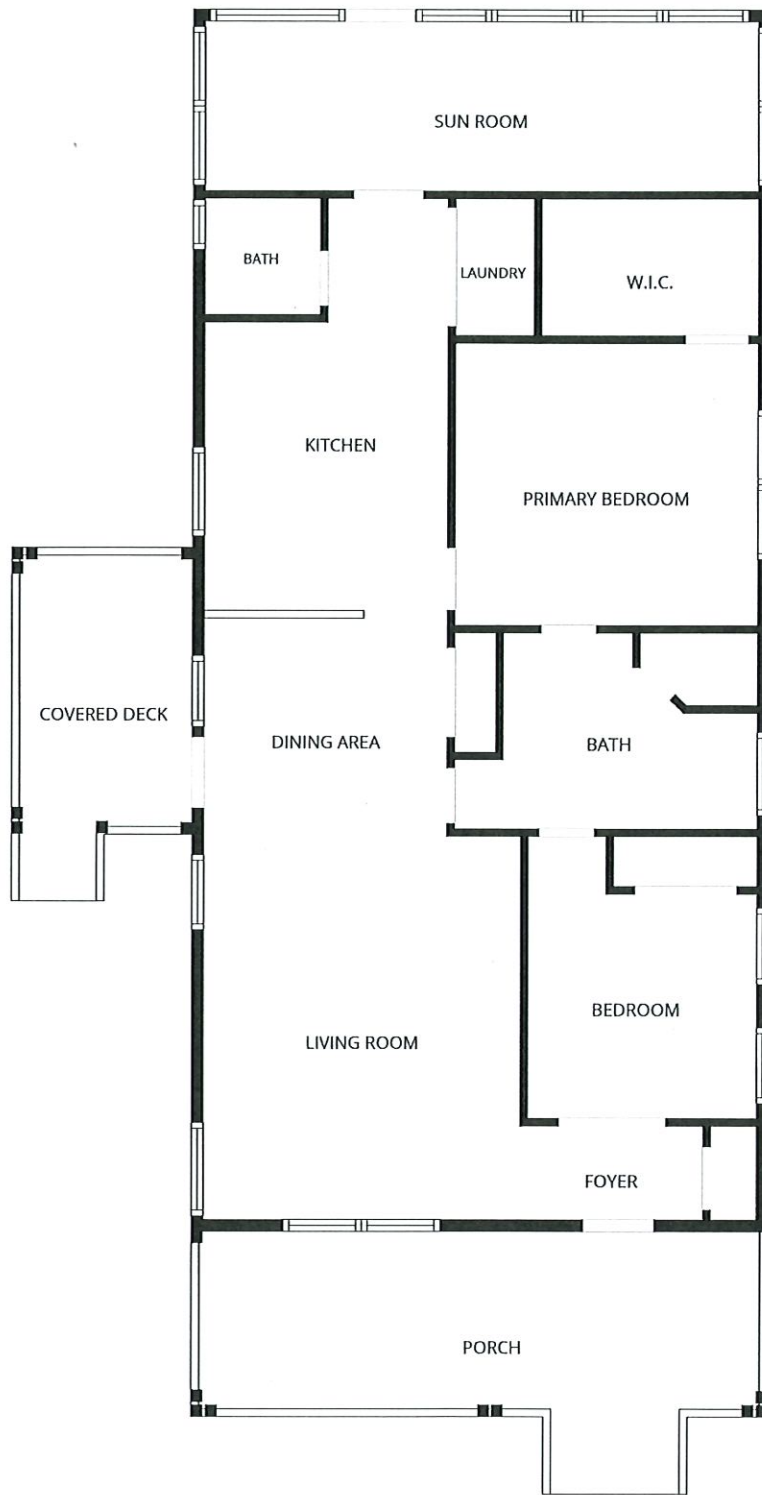 SUN ROOM
BATH
LAUNDRY
W.I.C.
KITCHEN
PRIMARY BEDROOM
COVERED DECK
DINING AREA
BATH
BEDROOM
LIVING ROOM
FOYER
PORCH